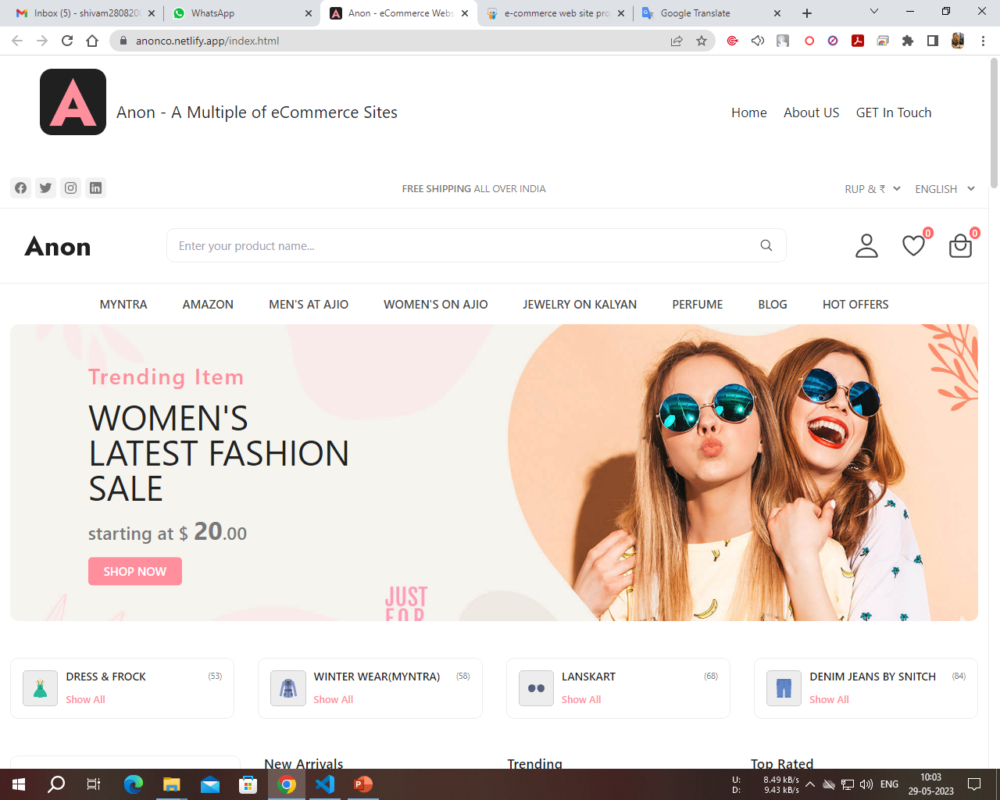 Inbox (5) - shivam280820
WhatsApp
Anon - eCommerce Webs
e-commerce web site pro
Google Translate
anonco.netlify.app/index.html
A
Anon - A Multiple of eCommerce Sites
Home
About US
GET In Touch
FREE SHIPPING ALL OVER INDIA
RUP & ₹
ENGLISH
Anon
Enter your product name...
0
0
MYNTRA
AMAZON
MEN'S AT AJIO
WOMEN'S ON AJIO
JEWELRY ON KALYAN
PERFUME
BLOG
HOT OFFERS
Trending Item
WOMEN'S
LATEST FASHION
SALE
starting at $ 20.00
SHOP NOW
JUST
FOR
DRESS & FROCK
(53)
Show All
WINTER WEAR(MYNTRA)
(58)
Show All
LANSKART
(68)
Show All
DENIM JEANS BY SNITCH
(84)
Show All
New Arrivals
Trending
Top Rated
U: 8.49 kB/s
D: 9.43 kB/s
ENG
10:03
29-05-2023